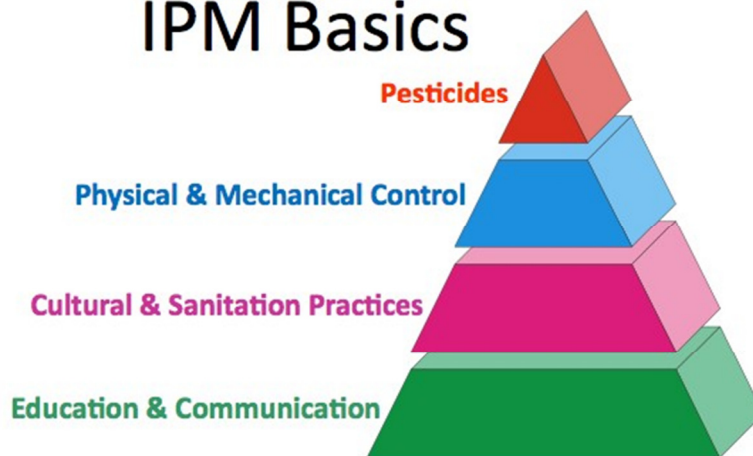 IPM Basics
Pesticides
Physical & Mechanical Control
Cultural & Sanitation Practices
Education & Communication